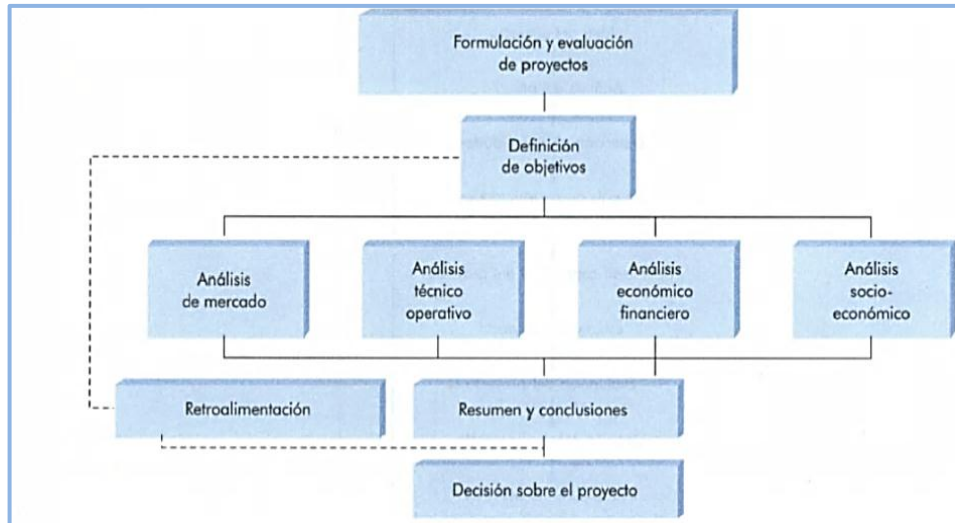 Formulación y evaluación
de proyectos
Definición
de objetivos
Análisis
de mercado
Análisis
técnico
operativo
Análisis
económico
financiero
Análisis
socio-
económico
Retroalimentación
Resumen y conclusiones
Decisión sobre el proyecto